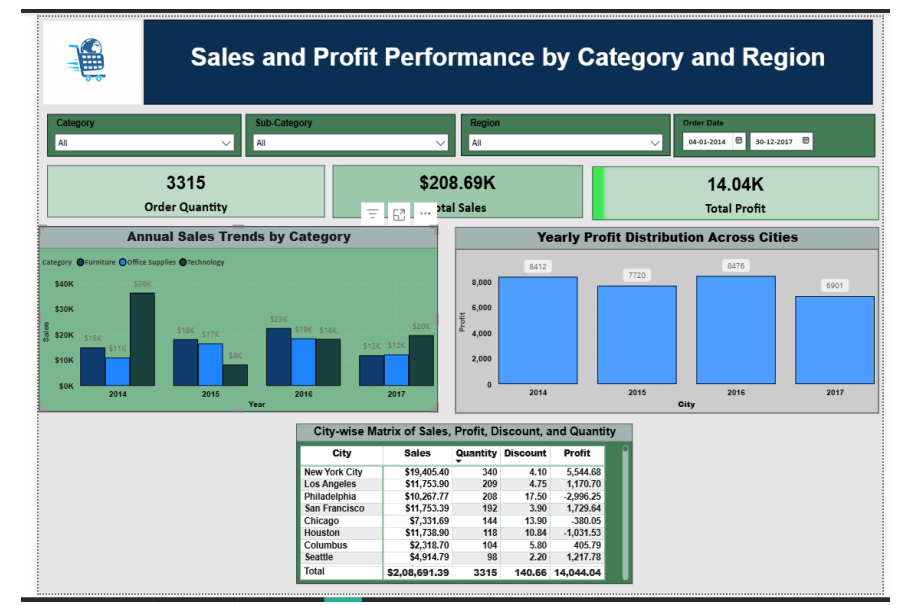 Sales and Profit Performance by Category and Region
Category
All
Sub-Category
All
Region
All
Order Date
04-01-2014
30-12-2017
3315
Order Quantity
$208.69K
Sales
14.04K
Total Profit
Annual Sales Trends by Category
Category Furniture Office Supplies Technology
Sales
$40K
$30K
$20K
$10K
$0K
$15K $11K $36K
$18K $17K $8K
$23K $19K $18K
$12K $12K $20K
2014 2015 2016 2017
Year
Yearly Profit Distribution Across Cities
Profit
8,000
6,000
4,000
2,000
0
8412 7720 8476 6901
2014 2015 2016 2017
City
City-wise Matrix of Sales, Profit, Discount, and Quantity
City Sales Quantity Discount Profit
New York City $19,405.40 340 4.10 5,544.68
Los Angeles $11,753.90 209 4.75 1,170.70
Philadelphia $10,267.77 208 17.50 -2,996.25
San Francisco $11,753.39 192 3.90 1,729.64
Chicago $7,331.69 144 13.90 -380.05
Houston $11,738.90 118 10.84 -1,031.53
Columbus $2,318.70 104 5.80 405.79
Seattle $4,914.79 98 2.20 1,217.78
Total $2,08,691.39 3315 140.66 14,044.04